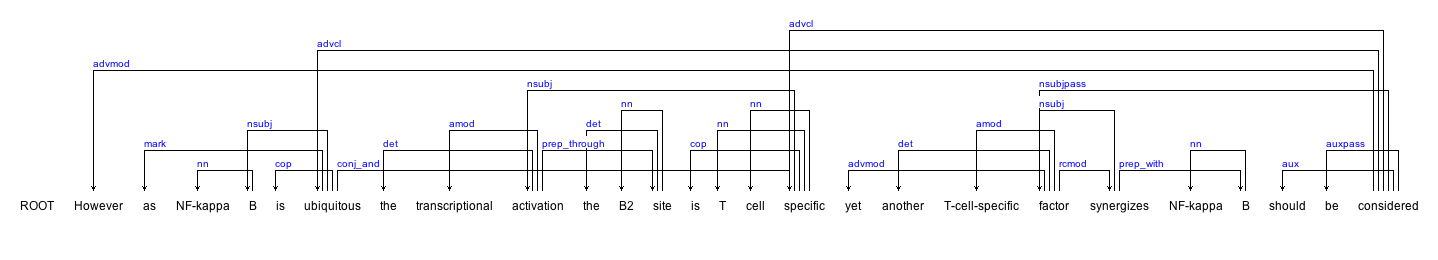 advcl
advcl
advmod
nsubj nsubjpass
nn nn nsubj
nsubj amod det nn amod
mark det prep_through cop det nn auxpass
nn cop conj_and advmod rcmod prep_with aux
ROOT However as NF-kappa B is ubiquitous the transcriptional activation the B2 site is T cell specific yet another T-cell-specific factor synergizes NF-kappa B should be considered